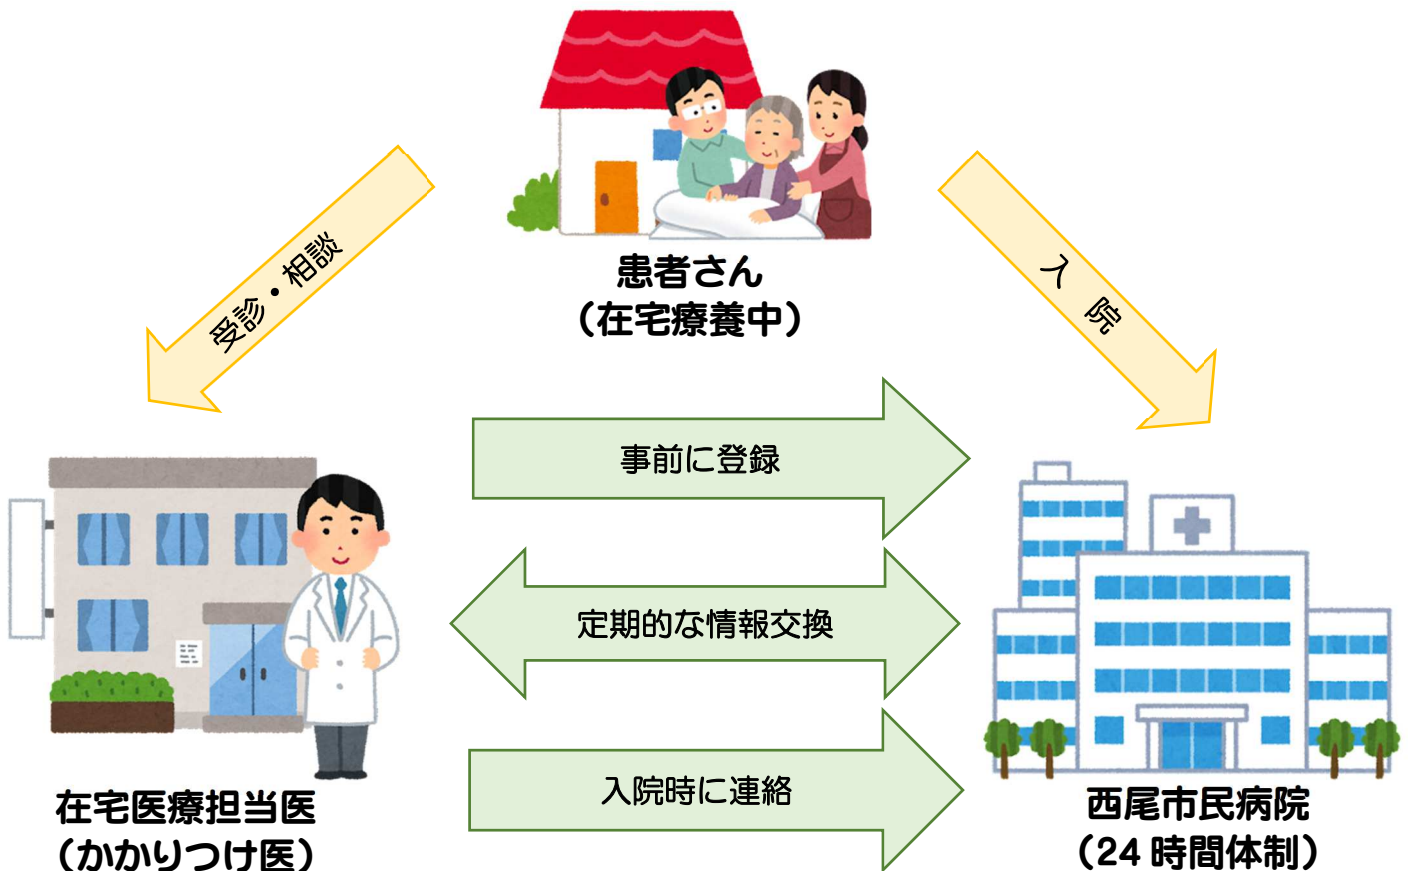 患者さん
（在宅療養中）
受診・相談
入 院
事前に登録
定期的な情報交換
入院時に連絡
在宅医療担当医
（かかりつけ医）
西尾市民病院
（24時間体制）